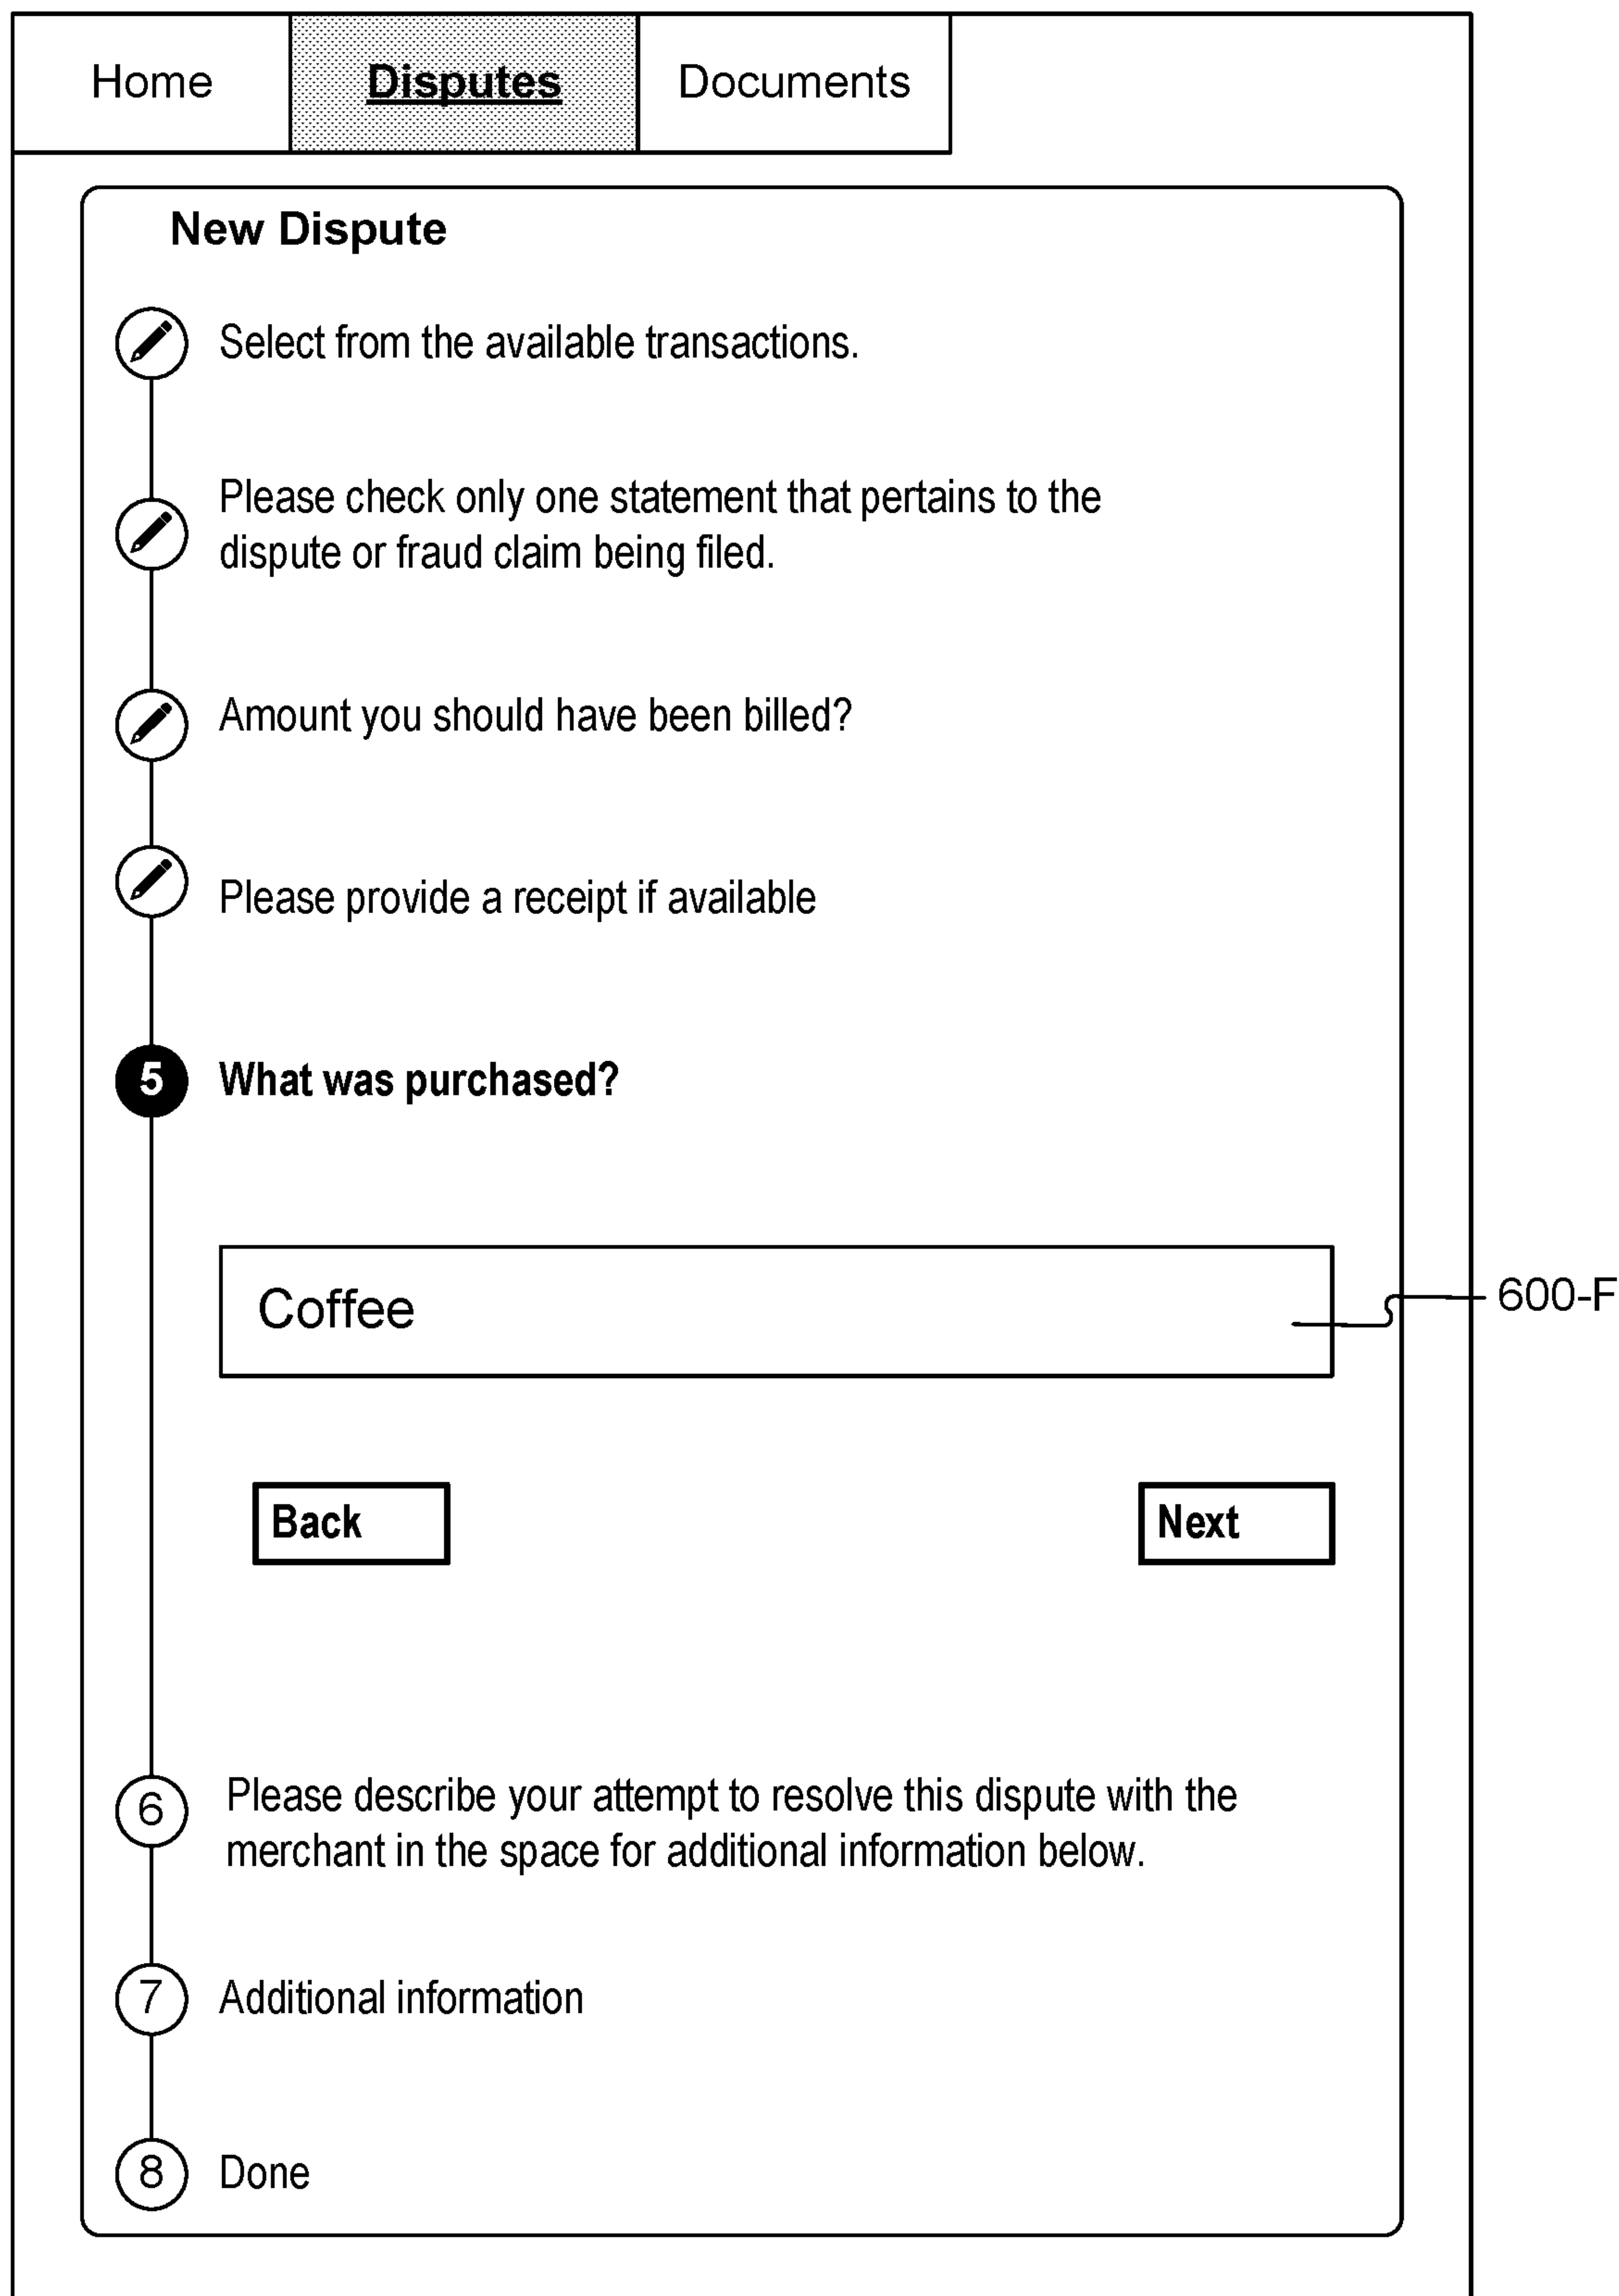 Home Disputes Documents
New Dispute
Select from the available transactions.
Please check only one statement that pertains to the
dispute or fraud claim being filed.
Amount you should have been billed?
Please provide a receipt if available
5 What was purchased?
Coffee
600-F
Back Next
6 Please describe your attempt to resolve this dispute with the
merchant in the space for additional information below.
7 Additional information
8 Done